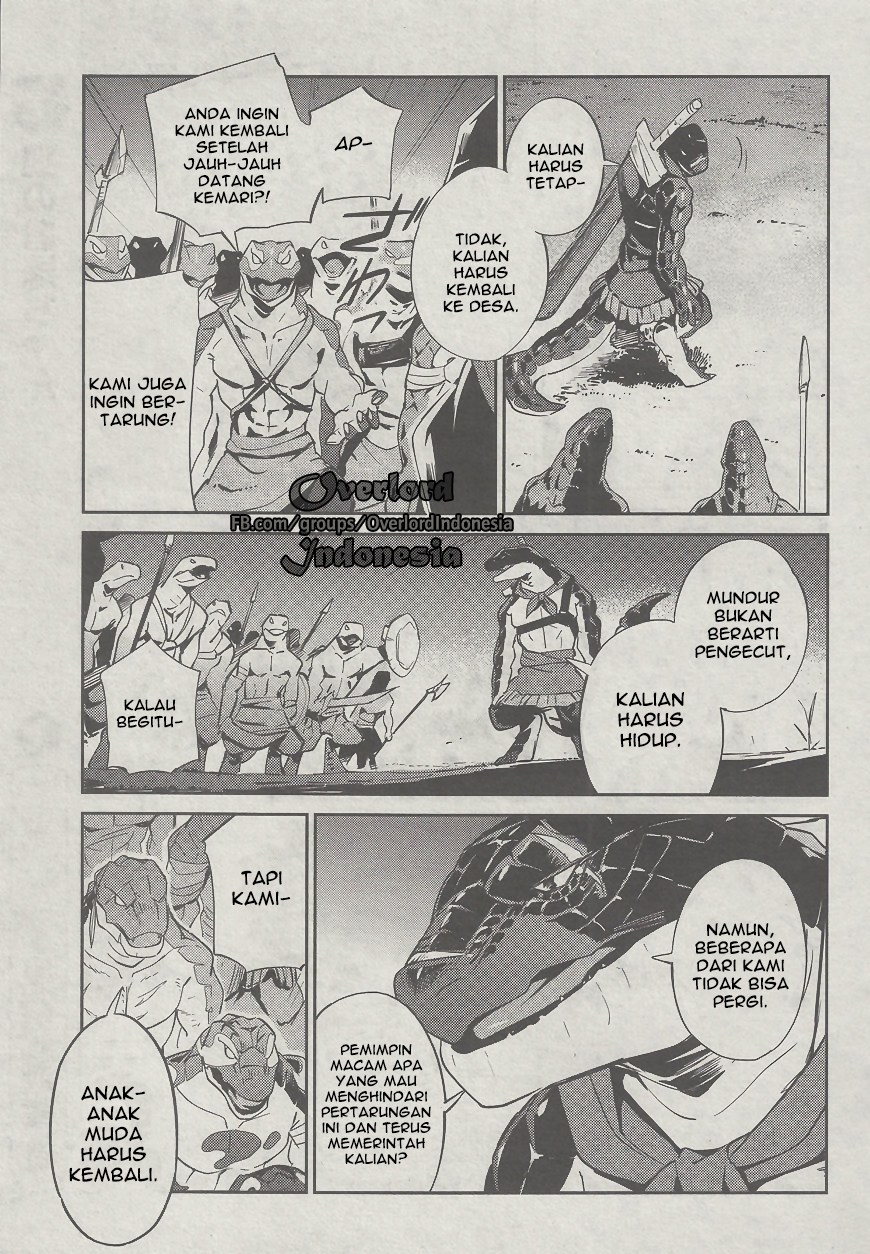 KALIAN
HARUS
TETAP-
TIDAK,
KALIAN
HARUS
KEMBALI
KE DESA.
AP-
ANDA INGIN
KAMI KEMBALI
SETELAH
JAUH-JAUH
DATANG
KEMARI?!
KAMI JUGA
INGIN BER-
TARUNG!
Overlord
FB.com/groups/OverlordIndonesia
Indonesia
MUNDUR
BUKAN
BERARTI
PENGECUT,
KALIAN
HARUS
HIDUP.
KALAU
BEGITU-
NAMUN,
BEBERAPA
DARI KAMI
TIDAK BISA
PERGI.
PEMIMPIN
MACAM APA
YANG MAU
MENGHINDARI
PERTARUNGAN
INI DAN TERUS
MEMERINTAH
KALIAN?
TAPI
KAMI-
ANAK-
ANAK
MUDA
HARUS
KEMBALI.